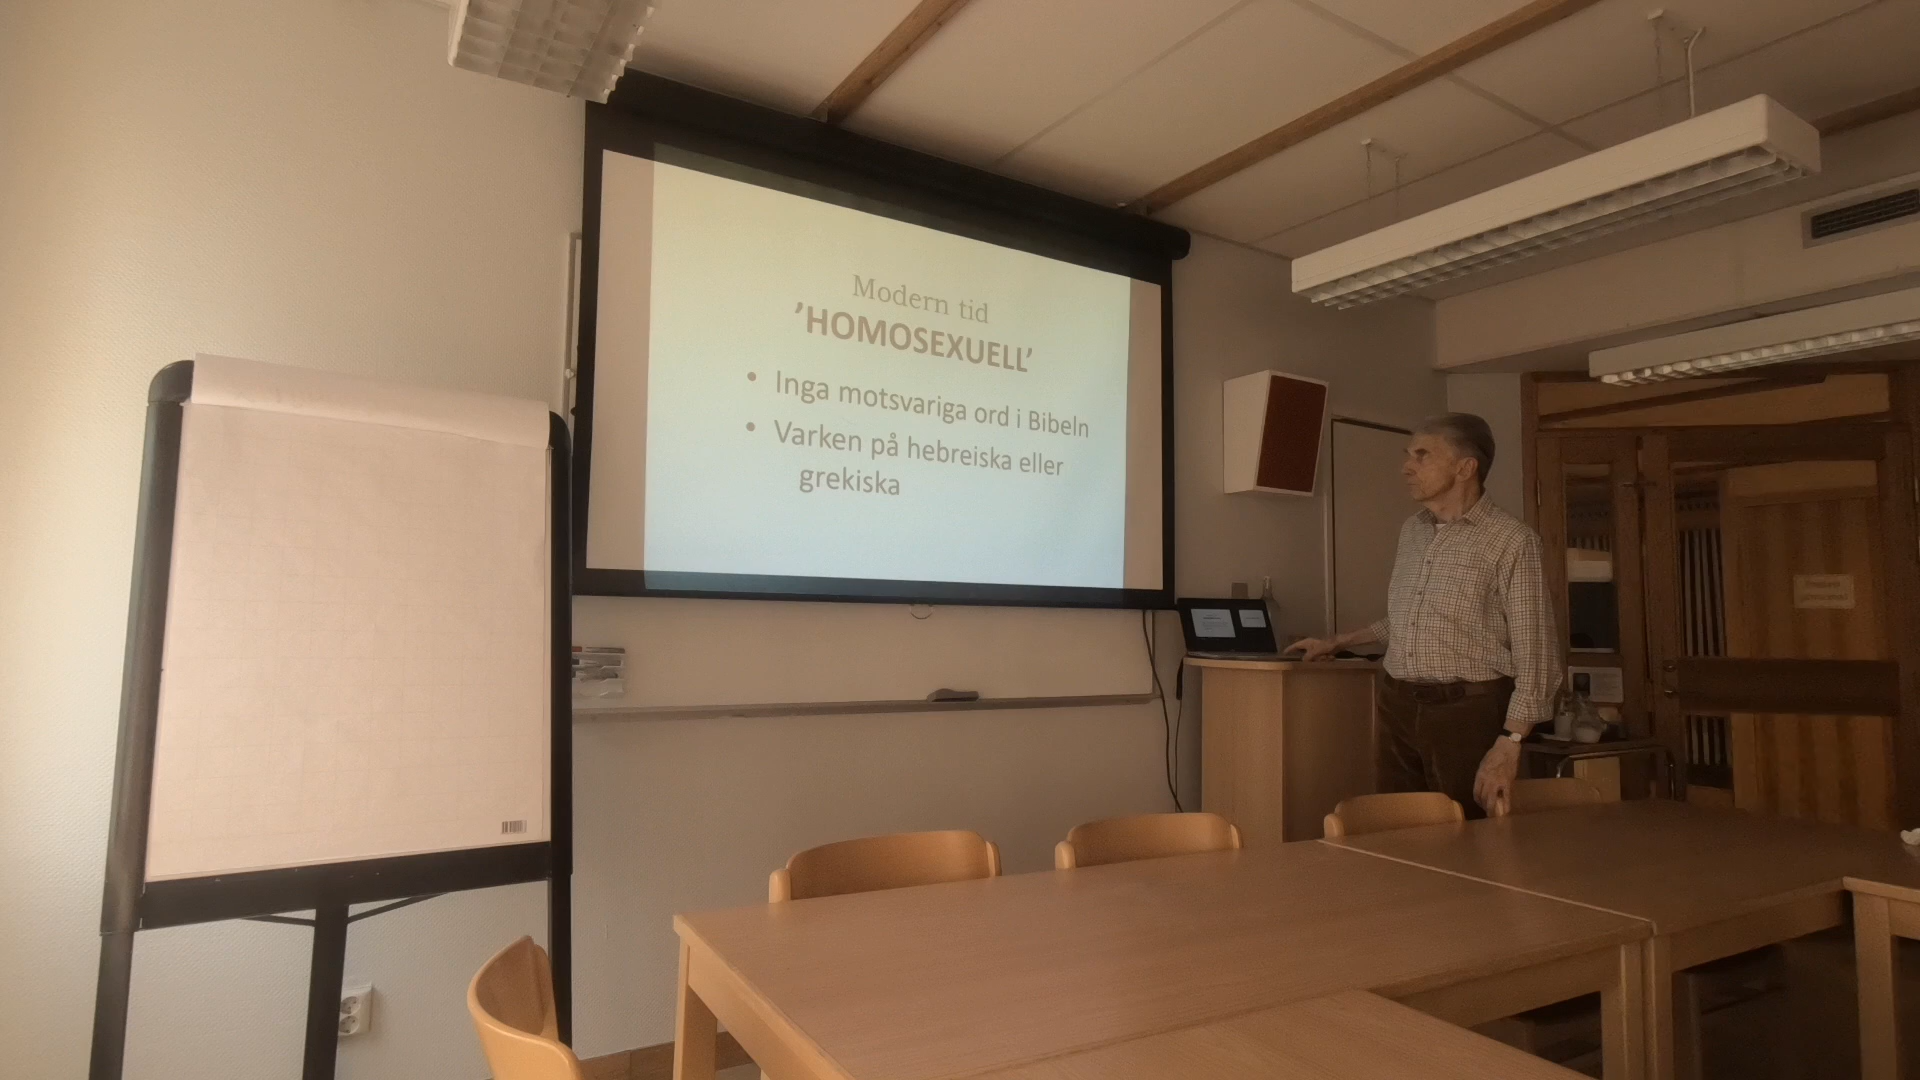 Modern tid
’HOMOSEXUELL’
• Inga motsvariga ord i Bibeln
• Varken på hebreiska eller
grekiska